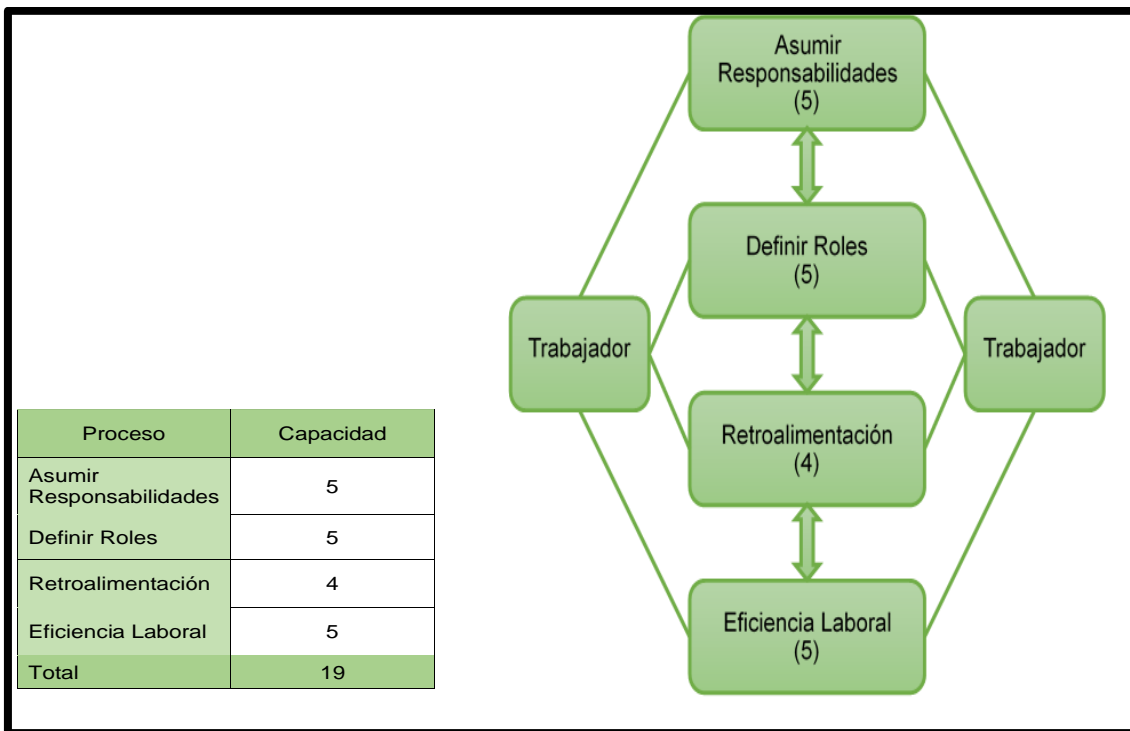 Proceso Capacidad
Asumir
Responsabilidades 5
Definir Roles 5
Retroalimentación 4
Eficiencia Laboral 5
Total 19
Asumir
Responsabilidades
(5)
Definir Roles
(5)
Trabajador
Trabajador
Retroalimentación
(4)
Eficiencia Laboral
(5)